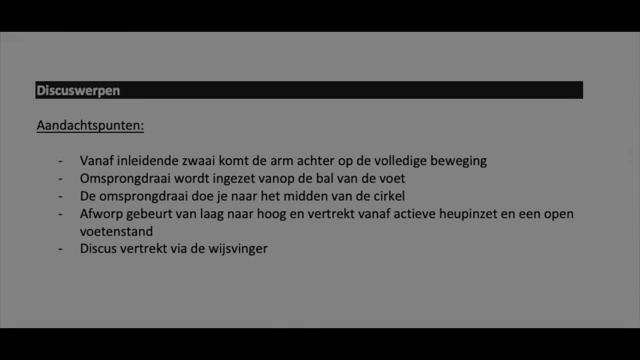 Discuswerpen
Aandachtspunten:
- Vanaf inleidende zwaai komt de arm achter op de volledige beweging
- Omsprongdraai wordt ingezet vanop de bal van de voet
- De omsprongdraai doe je naar het midden van de cirkel
- Afworp gebeurt van laag naar hoog en vertrekt vanaf actieve heupinzet en een open
voetenstand
- Discus vertrekt via de wijsvinger